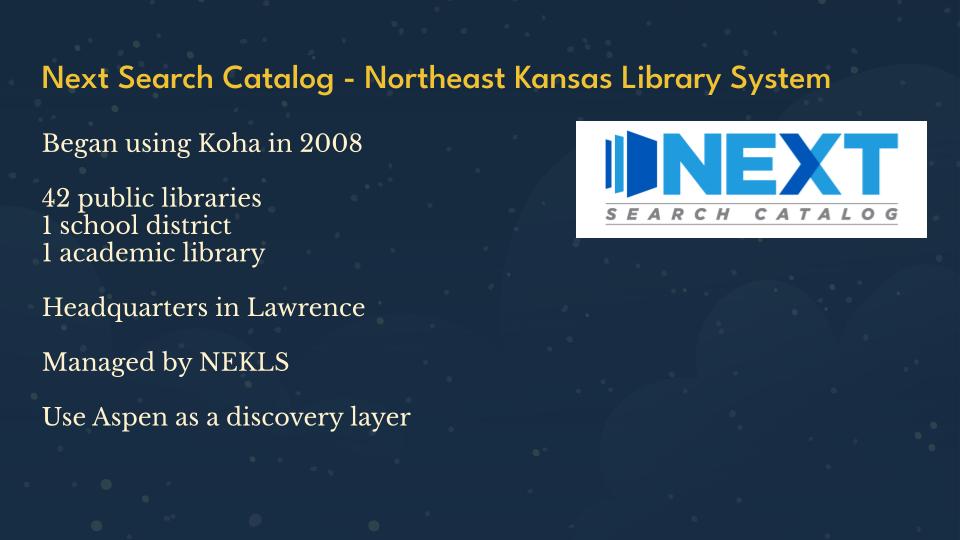 Next Search Catalog - Northeast Kansas Library System
Began using Koha in 2008
NEXT
SEARCH CATALOG
42 public libraries
1 school district
1 academic library
Headquarters in Lawrence
Managed by NEKLS
Use Aspen as a discovery layer